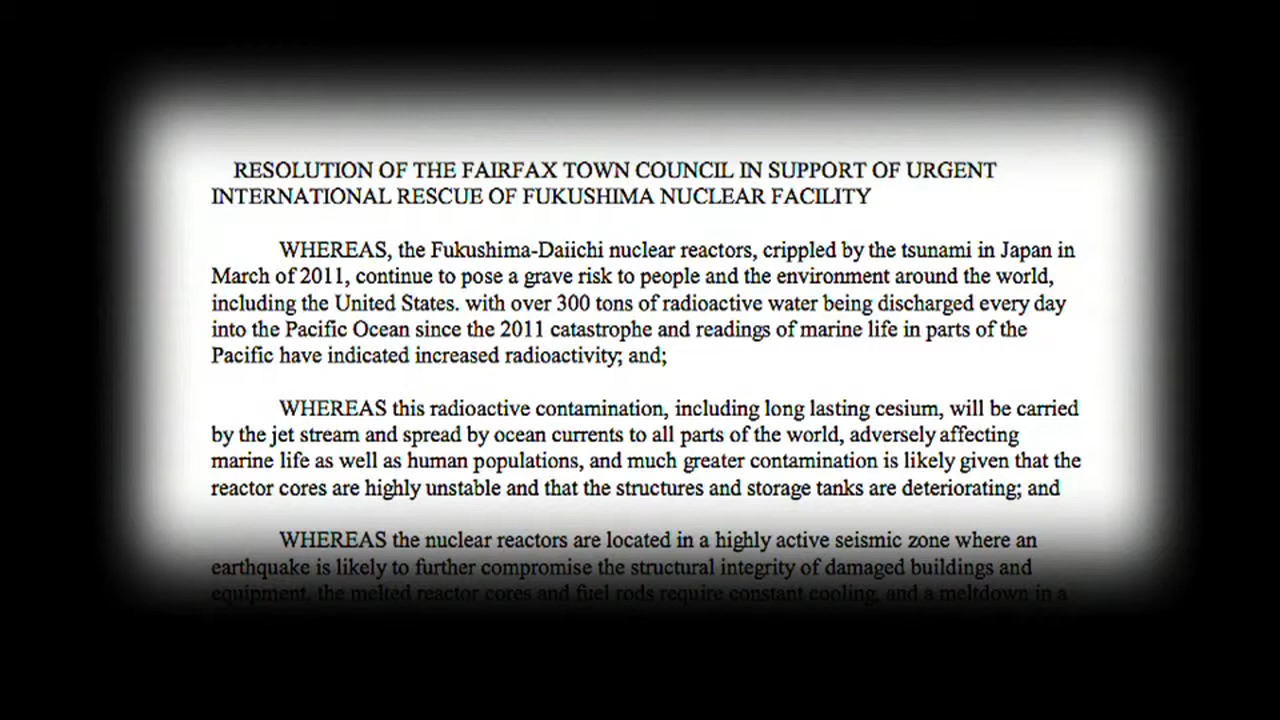 RESOLUTION OF THE FAIRFAX TOWN COUNCIL IN SUPPORT OF URGENT
INTERNATIONAL RESCUE OF FUKUSHIMA NUCLEAR FACILITY
WHEREAS, the Fukushima-Daiichi nuclear reactors, crippled by the tsunami in Japan in
March of 2011, continue to pose a grave risk to people and the environment around the world,
including the United States. with over 300 tons of radioactive water being discharged every day
into the Pacific Ocean since the 2011 catastrophe and readings of marine life in parts of the
Pacific have indicated increased radioactivity; and;
WHEREAS this radioactive contamination, including long lasting cesium, will be carried
by the jet stream and spread by ocean currents to all parts of the world, adversely affecting
marine life as well as human populations, and much greater contamination is likely given that the
reactor cores are highly unstable and that the structures and storage tanks are deteriorating; and
WHEREAS the nuclear reactors are located in a highly active seismic zone where an
earthquake is likely to further compromise the structural integrity of damaged buildings and
equipment, the melted reactor cores and fuel rods require constant cooling, and a meltdown in a